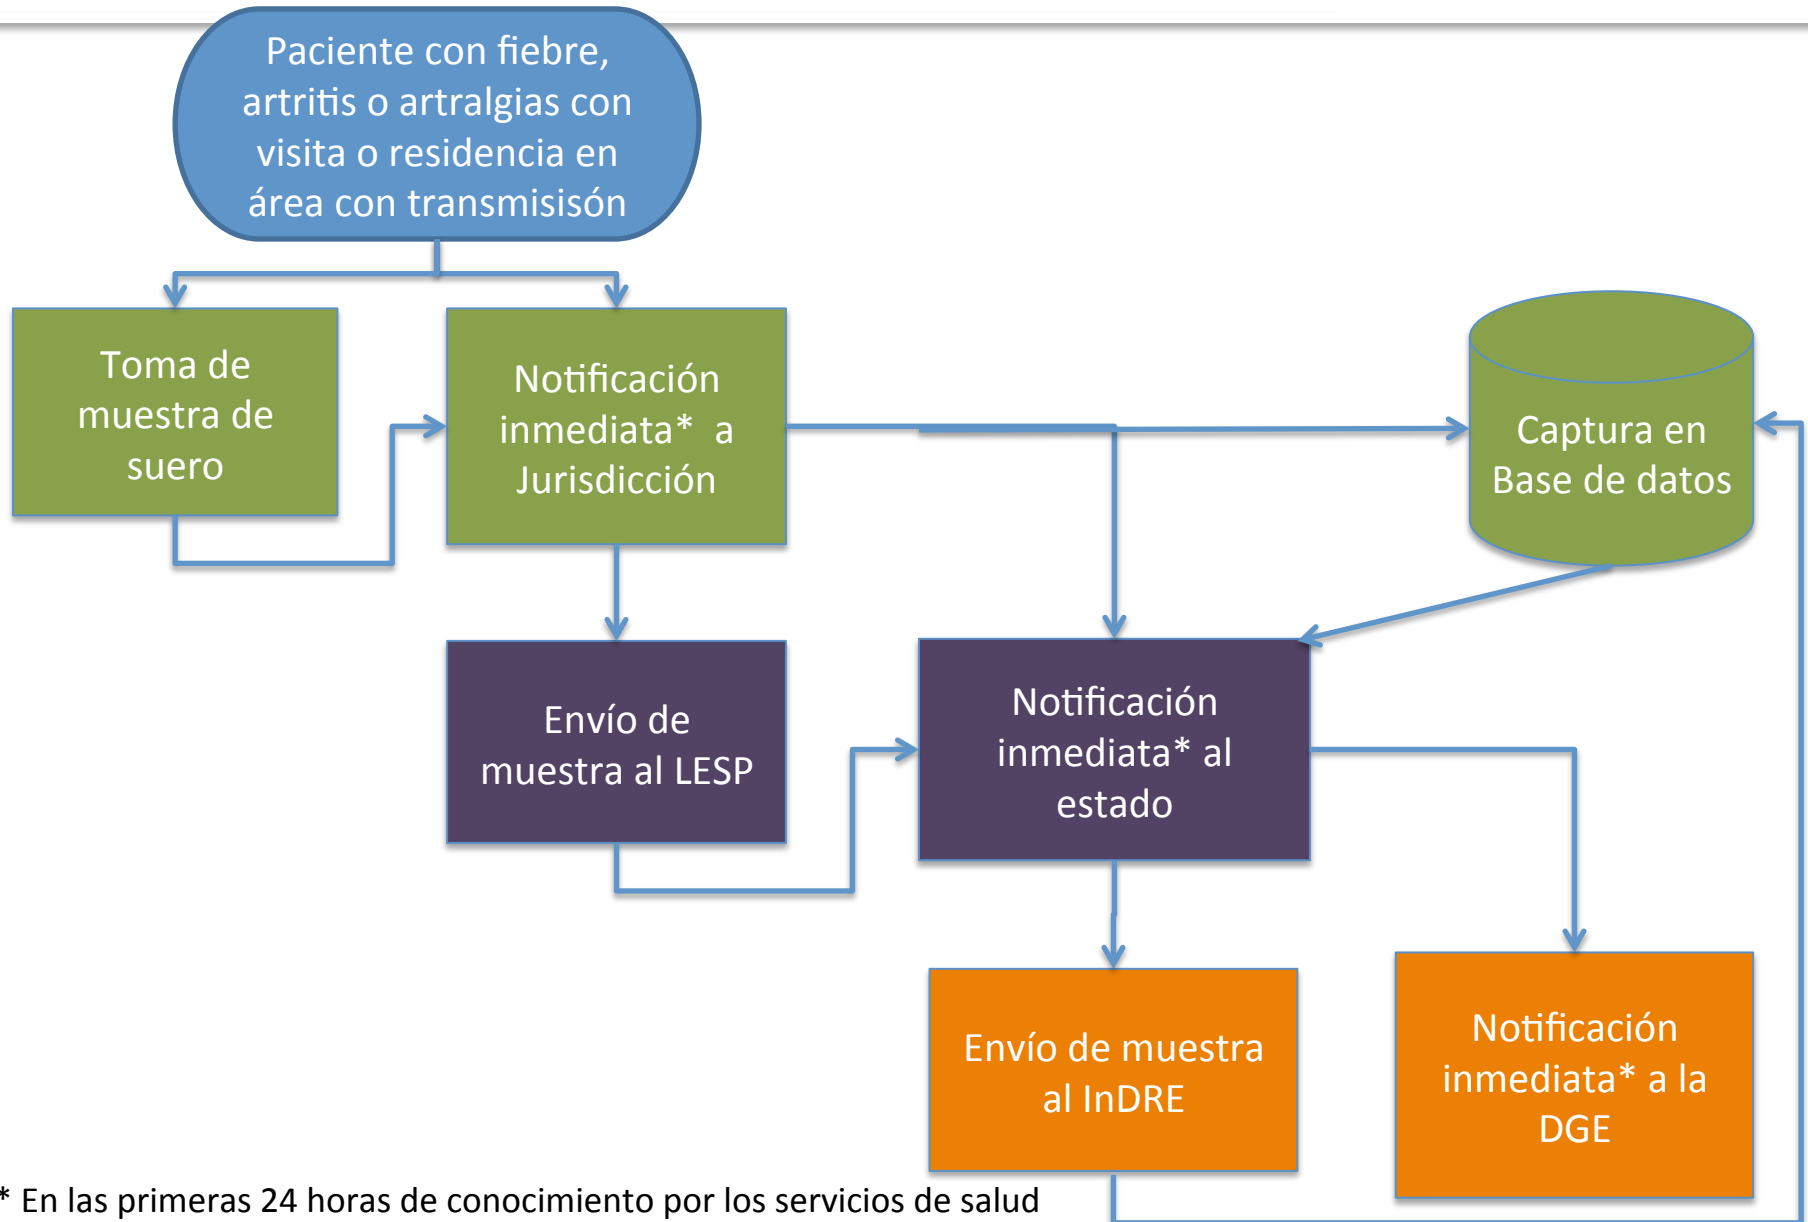 Paciente con fiebre,
artritis o artralgias con
visita o residencia en
área con transmisisón
Toma de
muestra de
suero
Notificación
inmediata* a
Jurisdicción
Captura en
Base de datos
Envío de
muestra al LESP
Notificación
inmediata* al
estado
Envío de muestra
al InDRE
Notificación
inmediata* a la
DGE
* En las primeras 24 horas de conocimiento por los servicios de salud